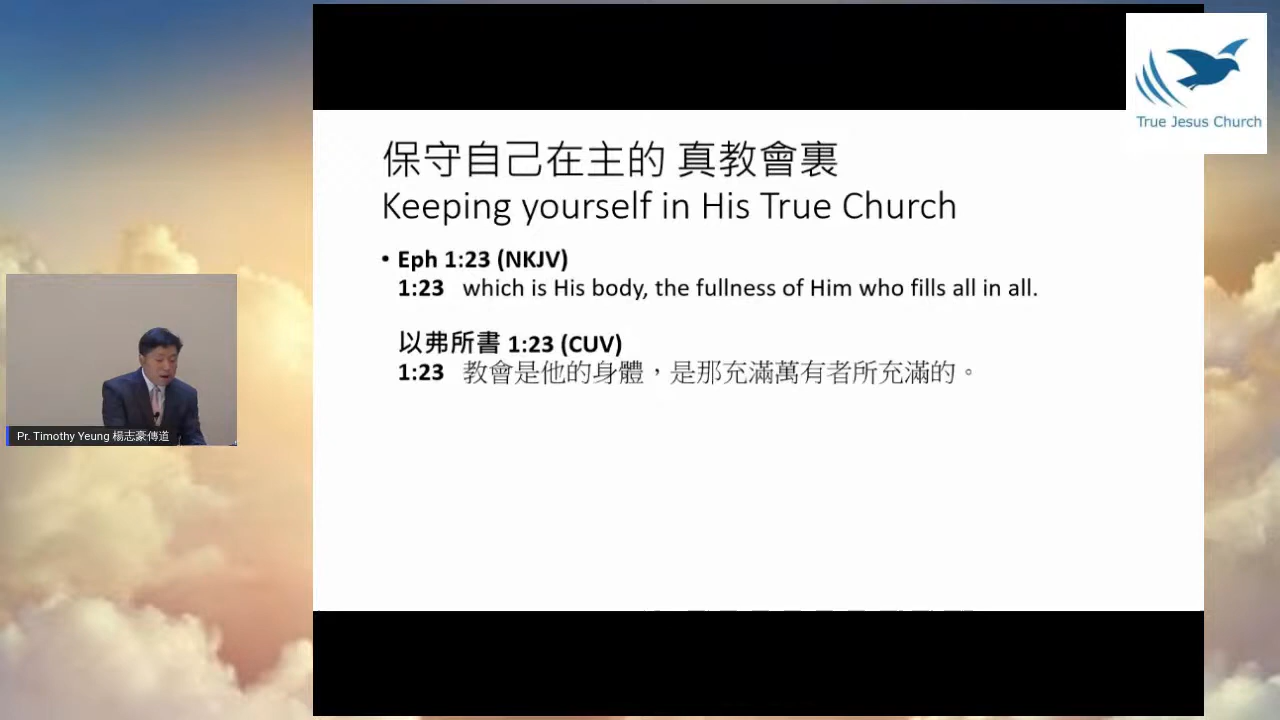 True Jesus Church
保守自己在主的 真教會裏
Keeping yourself in His True Church
• Eph 1:23 (NKJV)
1:23 which is His body, the fullness of Him who fills all in all.
以弗所書 1:23 (CUV)
1:23 教會是他的身體，是那充滿萬有者所充滿的。
Pr. Timothy Yeung 楊志豪傳道